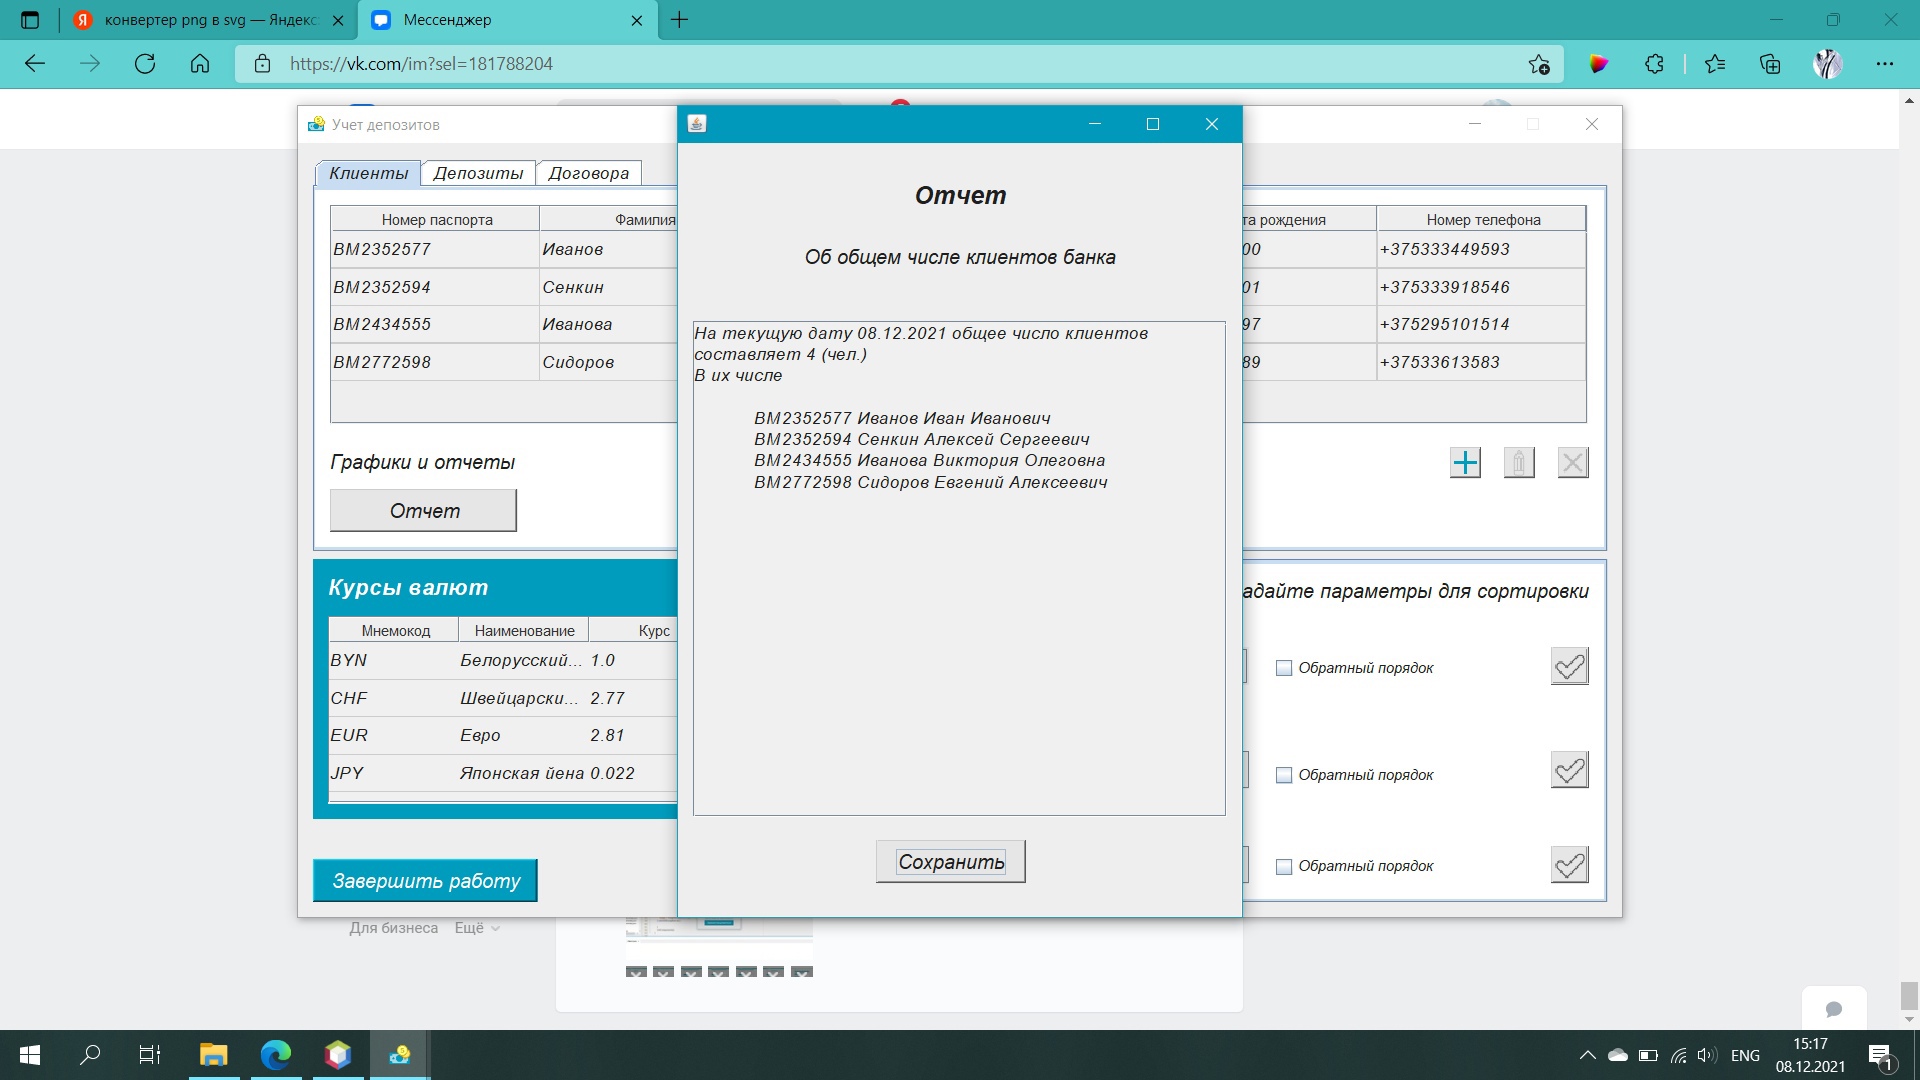 конвертер png в svg — Яндекс
Мессенджер
https://vk.com/im?sel=181788204
Учет депозитов
Клиенты
Депозиты
Договора
Номер паспорта
Фамилия
та рождения
Номер телефона
BM2352577
Иванов
00
+375333449593
BM2352594
Сенкин
01
+375333918546
BM2434555
Иванова
97
+375295101514
BM2772598
Сидоров
89
+37533613583
Графики и отчеты
Отчет
Курсы валют
Мнемокод
Наименование
Курс
BYN
Белорусский...
1.0
CHF
Швейцарски...
2.77
EUR
Евро
2.81
JPY
Японская йена
0.022
Завершить работу
Отчет
Об общем числе клиентов банка
На текущую дату 08.12.2021 общее число клиентов
составляет 4 (чел.)
В их числе
BM2352577 Иванов Иван Иванович
BM2352594 Сенкин Алексей Сергеевич
BM2434555 Иванова Виктория Олеговна
BM2772598 Сидоров Евгений Алексеевич
Сохранить
адайте параметры для сортировки
Обратный порядок
Обратный порядок
Обратный порядок
Для бизнеса
Ещё
ENG
15:17
08.12.2021
1